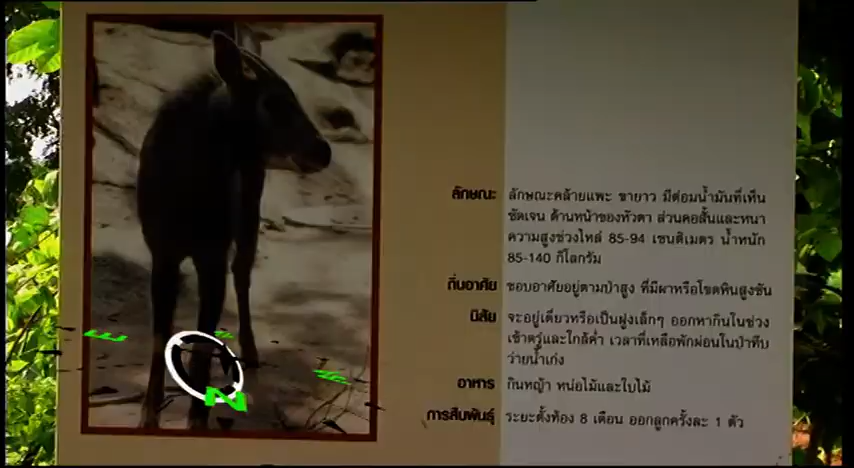 ลักษณะ ลักษณะคล้ายแพะ ขายาว มีต่อมน้ำมันที่เห็น
ชัดเจน ด้านหน้าของหัวตา ส่วนคอสั้นและหนา
ความสูงช่วงไหล่ 85-94 เซนติเมตร น้ำหนัก
85-140 กิโลกรัม
ถิ่นอาศัย ชอบอาศัยอยู่ตามป่าสูง ที่มีผาหรือโขดหินสูงชัน
นิสัย จะอยู่เดี่ยวหรือเป็นฝูงเล็กๆ ออกหากินในช่วง
เช้าตรู่และใกล้ค่ำ เวลาที่เหลือพักผ่อนในป่าทึบ
ว่ายน้ำเก่ง
อาหาร กินหญ้า หน่อไม้และใบไม้
การสืบพันธุ์ ระยะตั้งท้อง 8 เดือน ออกลูกครั้งละ 1 ตัว
E
N